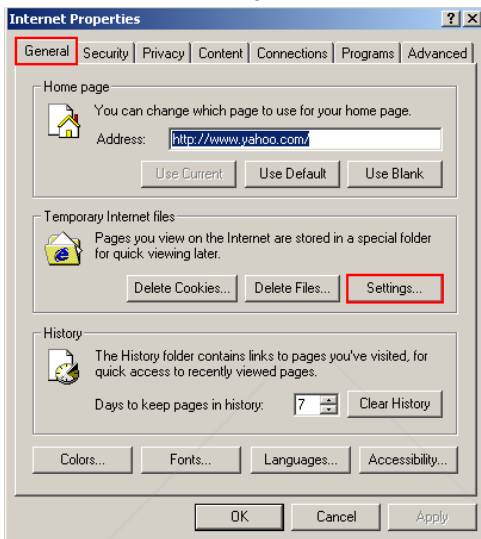 Internet Properties
General Security Privacy Content Connections Programs Advanced
Home page
You can change which page to use for your home page.
Address: http://www.yahoo.com/
Use Current Use Default Use Blank
Temporary Internet files
Pages you view on the Internet are stored in a special folder
for quick viewing later.
Delete Cookies... Delete Files... Settings...
History
The History folder contains links to pages you've visited, for
quick access to recently viewed pages.
Days to keep pages in history: 7 Clear History
Colors... Fonts... Languages... Accessibility...
OK Cancel Apply